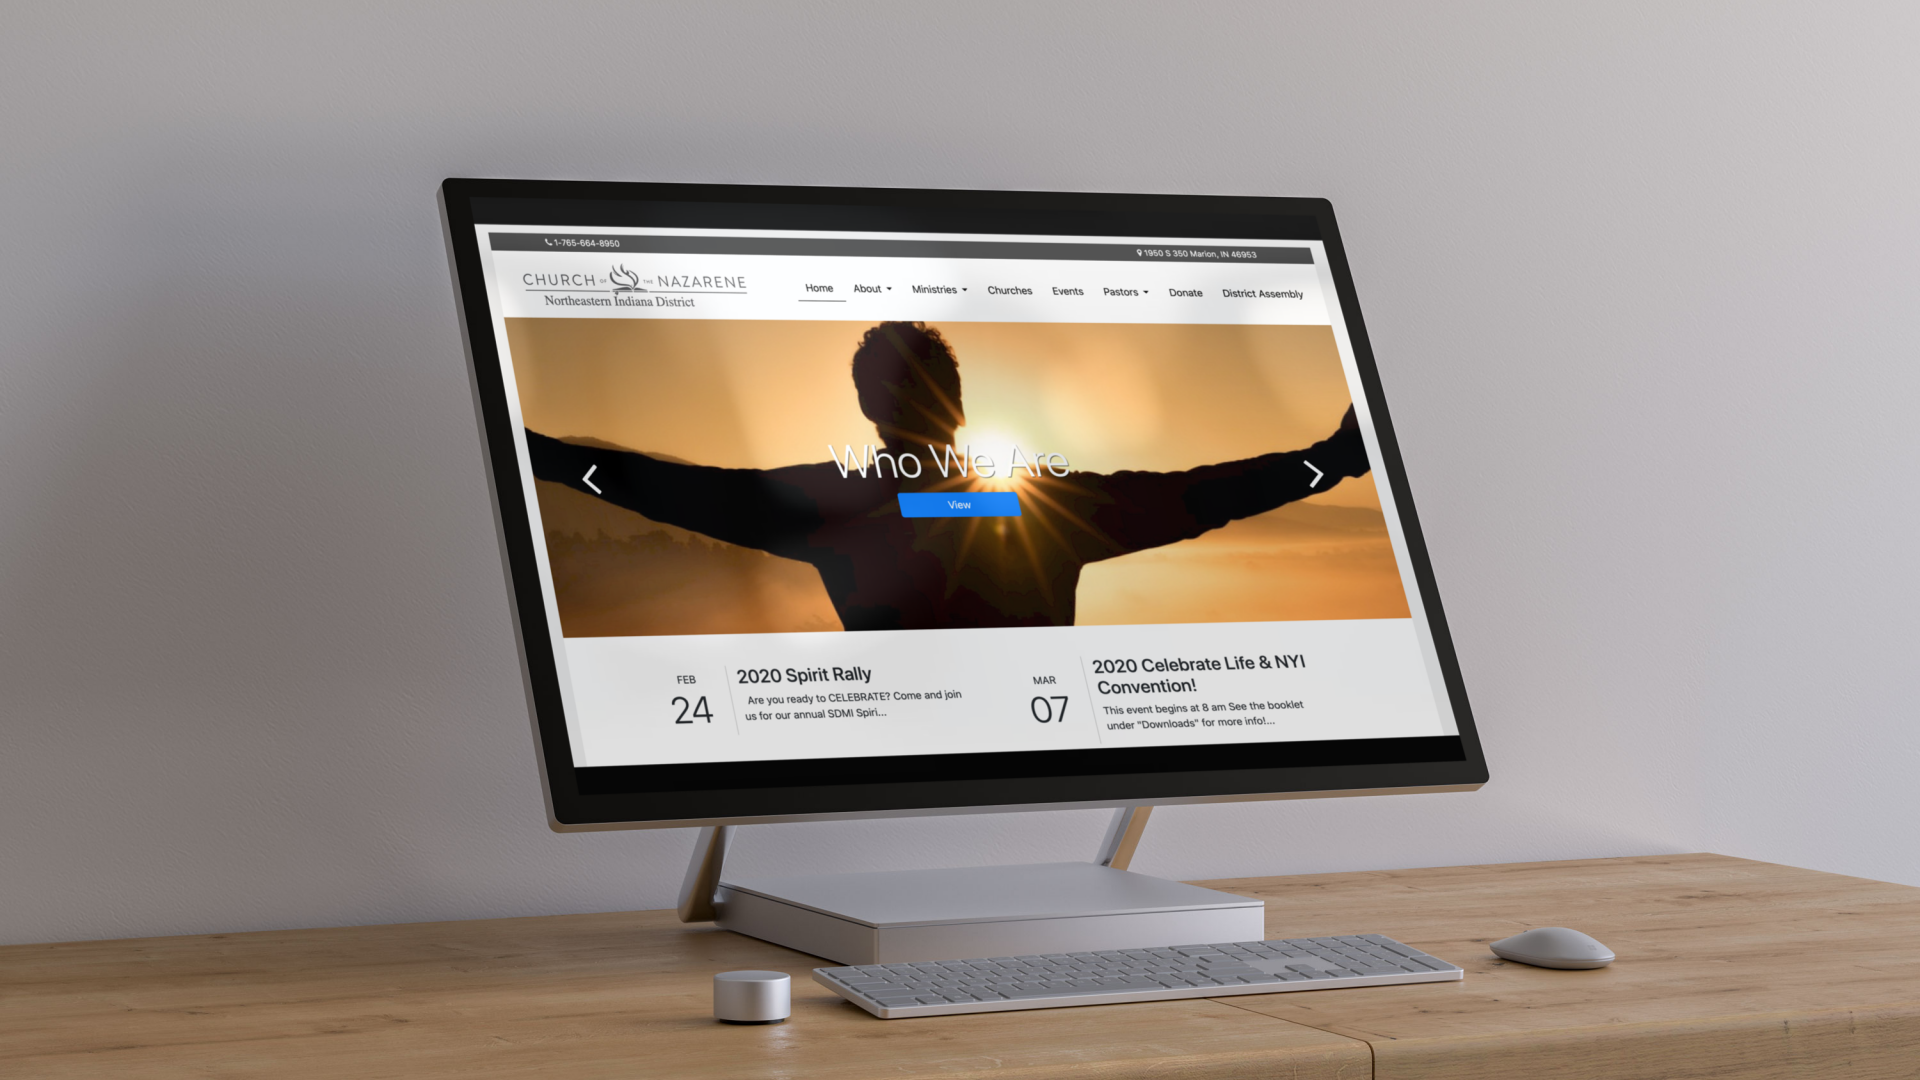 1-765-664-8950
1950 S 350 Marion, IN 46953
CHURCH OF THE NAZARENE
Northeastern Indiana District
Home About Ministries Churches Events Pastors Donate District Assembly
Who We Are
View
FEB
24
2020 Spirit Rally
Are you ready to CELEBRATE? Come and join
us for our annual SDMI Spiri...
MAR
07
2020 Celebrate Life & NYI
Convention!
This event begins at 8 am See the booklet
under "Downloads" for more info!...